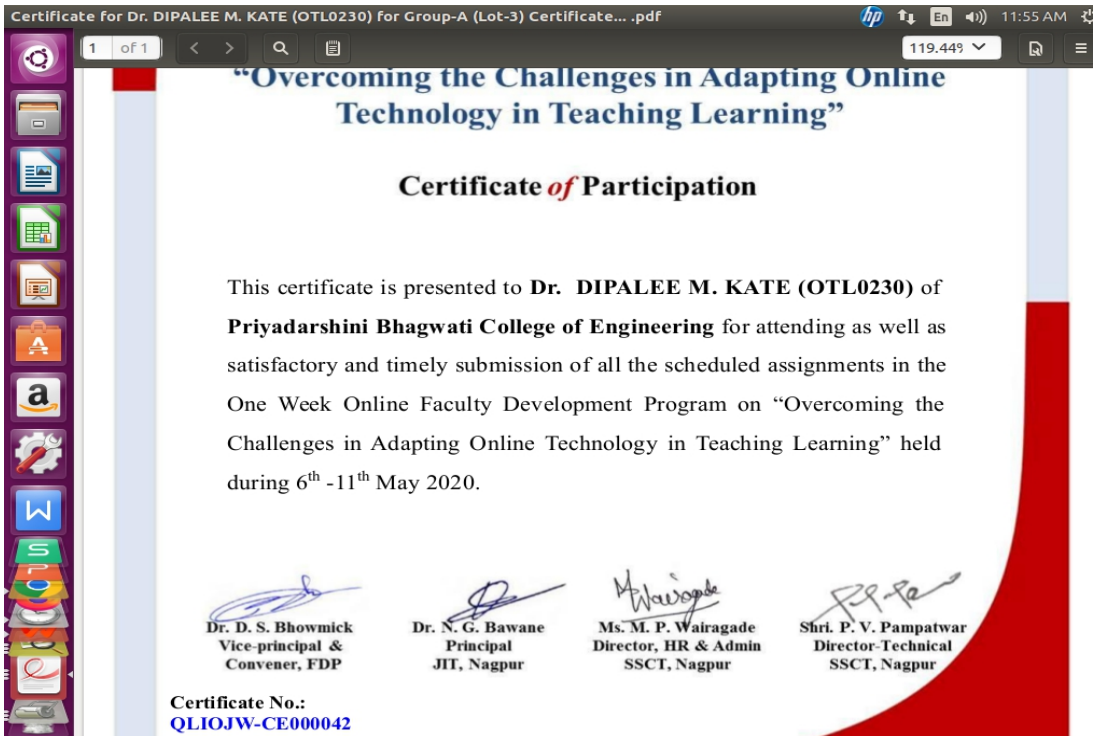 Certificate for Dr. DIPALEE M. KATE (OTL0230) for Group-A (Lot-3) Certificate... .pdf
hp
En
11:55 AM
1 of 1
119.44%
“Overcoming the Challenges in Adapting Online
Technology in Teaching Learning”
Certificate of Participation
This certificate is presented to Dr. DIPALEE M. KATE (OTL0230) of
Priyadarshini Bhagwati College of Engineering for attending as well as
satisfactory and timely submission of all the scheduled assignments in the
One Week Online Faculty Development Program on “Overcoming the
Challenges in Adapting Online Technology in Teaching Learning” held
during 6th -11th May 2020.
M Wairagade
Dr. D. S. Bhowmick
Vice-principal &
Convener, FDP
Dr. N. G. Bawane
Principal
JIT, Nagpur
Ms. M. P. Wairagade
Director, HR & Admin
SSCT, Nagpur
Shri. P. V. Pampatwar
Director-Technical
SSCT, Nagpur
Certificate No.:
QLIOJW-CE000042